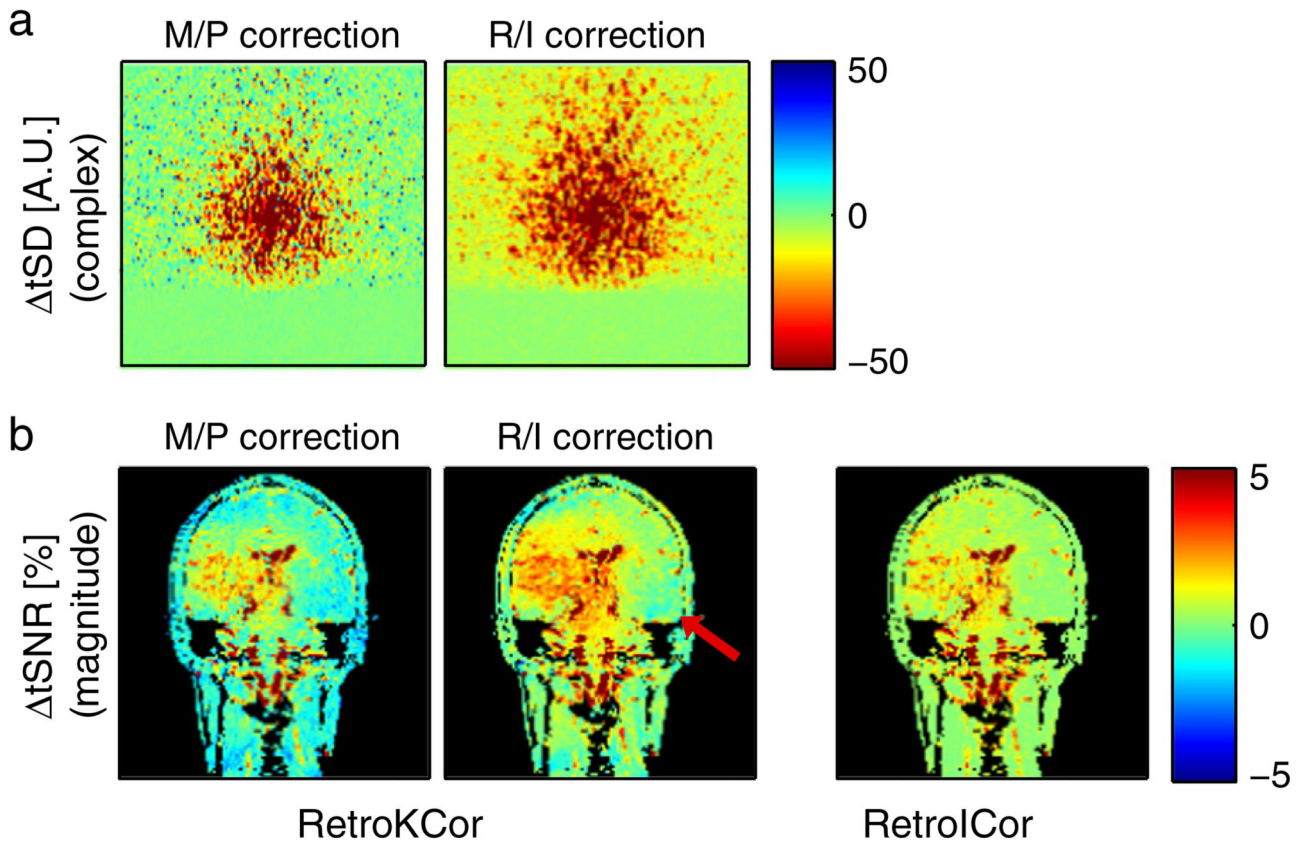 a
M/P correction
R/I correction
ΔtSD [A.U.]
(complex)
50
0
−50
b
M/P correction
R/I correction
ΔtSNR [%]
(magnitude)
5
0
−5
RetroKCor
RetroICor